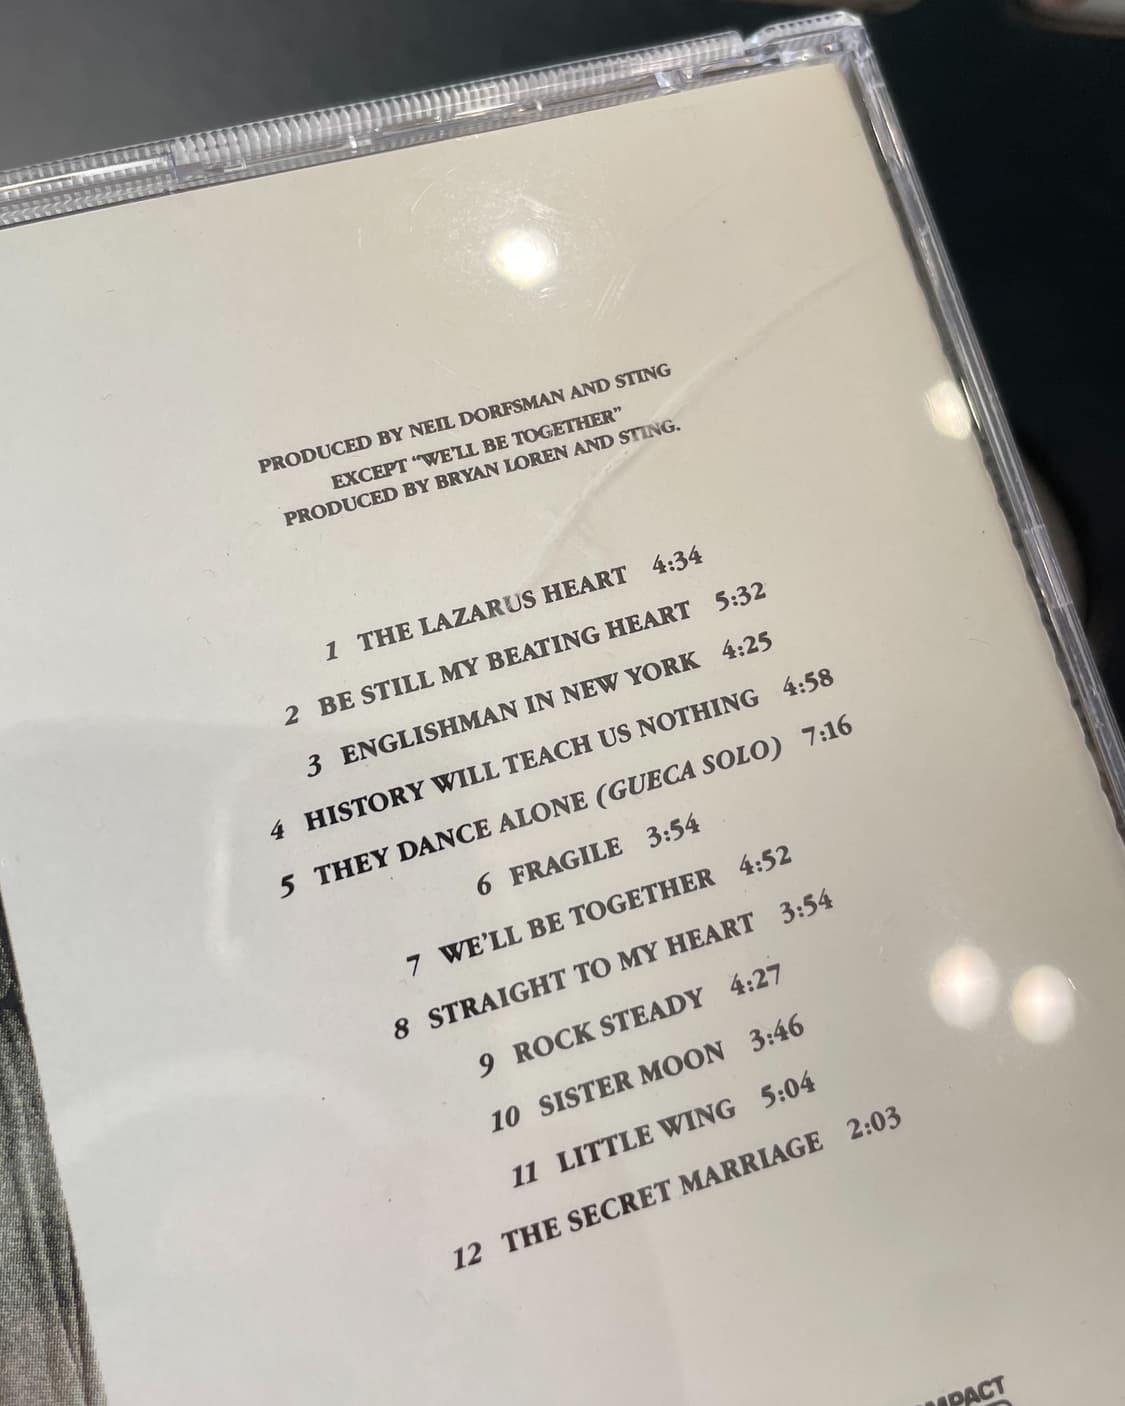 PRODUCED BY NEIL DORFSMAN AND STING
EXCEPT “WE'LL BE TOGETHER”
PRODUCED BY BRYAN LOREN AND STING.
1 THE LAZARUS HEART 4:34
2 BE STILL MY BEATING HEART 5:32
3 ENGLISHMAN IN NEW YORK 4:25
4 HISTORY WILL TEACH US NOTHING 4:58
5 THEY DANCE ALONE (GUECA SOLO) 7:16
6 FRAGILE 3:54
7 WE'LL BE TOGETHER 4:52
8 STRAIGHT TO MY HEART 3:54
9 ROCK STEADY 4:27
10 SISTER MOON 3:46
11 LITTLE WING 5:04
12 THE SECRET MARRIAGE 2:03